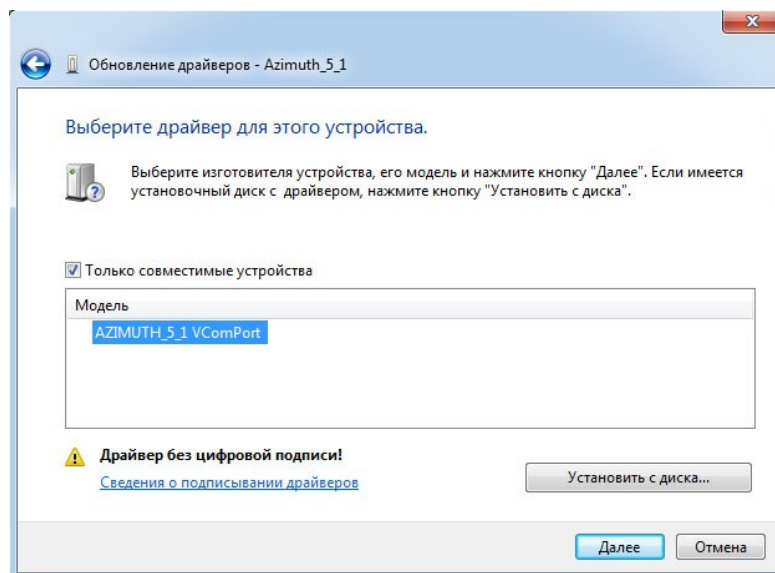 Обновление драйверов - Azimuth_5_1
Выберите драйвер для этого устройства.
Выберите изготовителя устройства, его модель и нажмите кнопку "Далее". Если имеется
установочный диск с драйвером, нажмите кнопку "Установить с диска".
Только совместимые устройства
Модель
AZIMUTH_5_1 VComPort
Драйвер без цифровой подписи!
Сведения о подписывании драйверов
Установить с диска...
Далее
Отмена